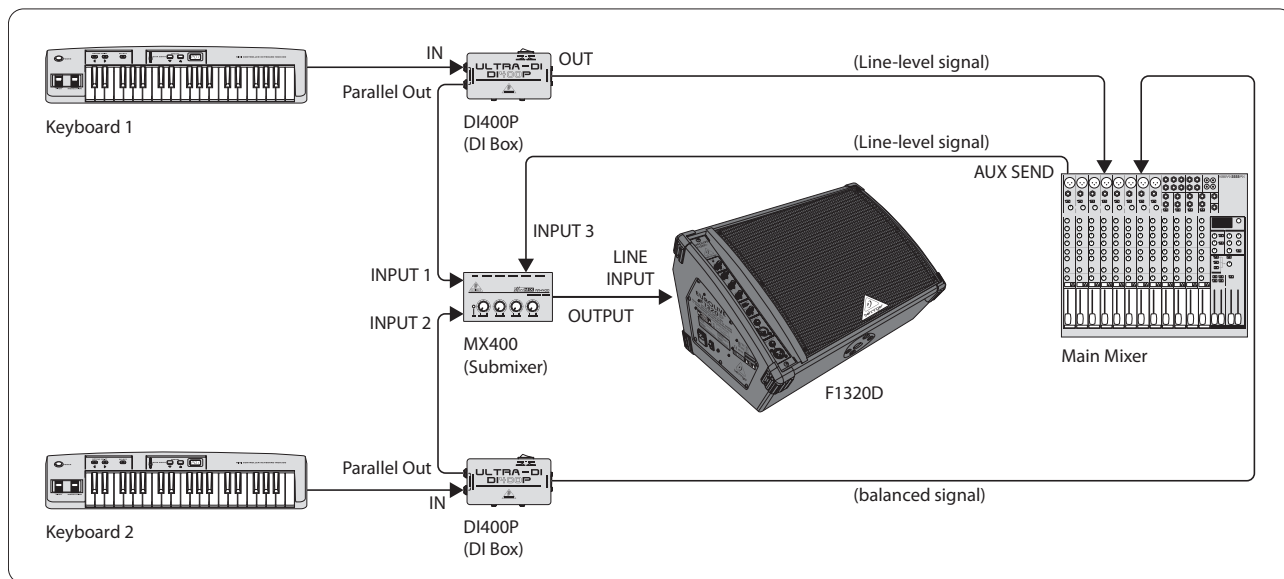 IN
OUT
(Line-level signal)
ULTRA-DI
DI400P
Parallel Out
Keyboard 1
DI400P
(DI Box)
(Line-level signal)
AUX SEND
INPUT 3
LINE
INPUT
INPUT 1
INPUT 2
OUTPUT
MX400
(Submixer)
Main Mixer
F1320D
Parallel Out
ULTRA-DI
DI400P
IN
(balanced signal)
Keyboard 2
DI400P
(DI Box)